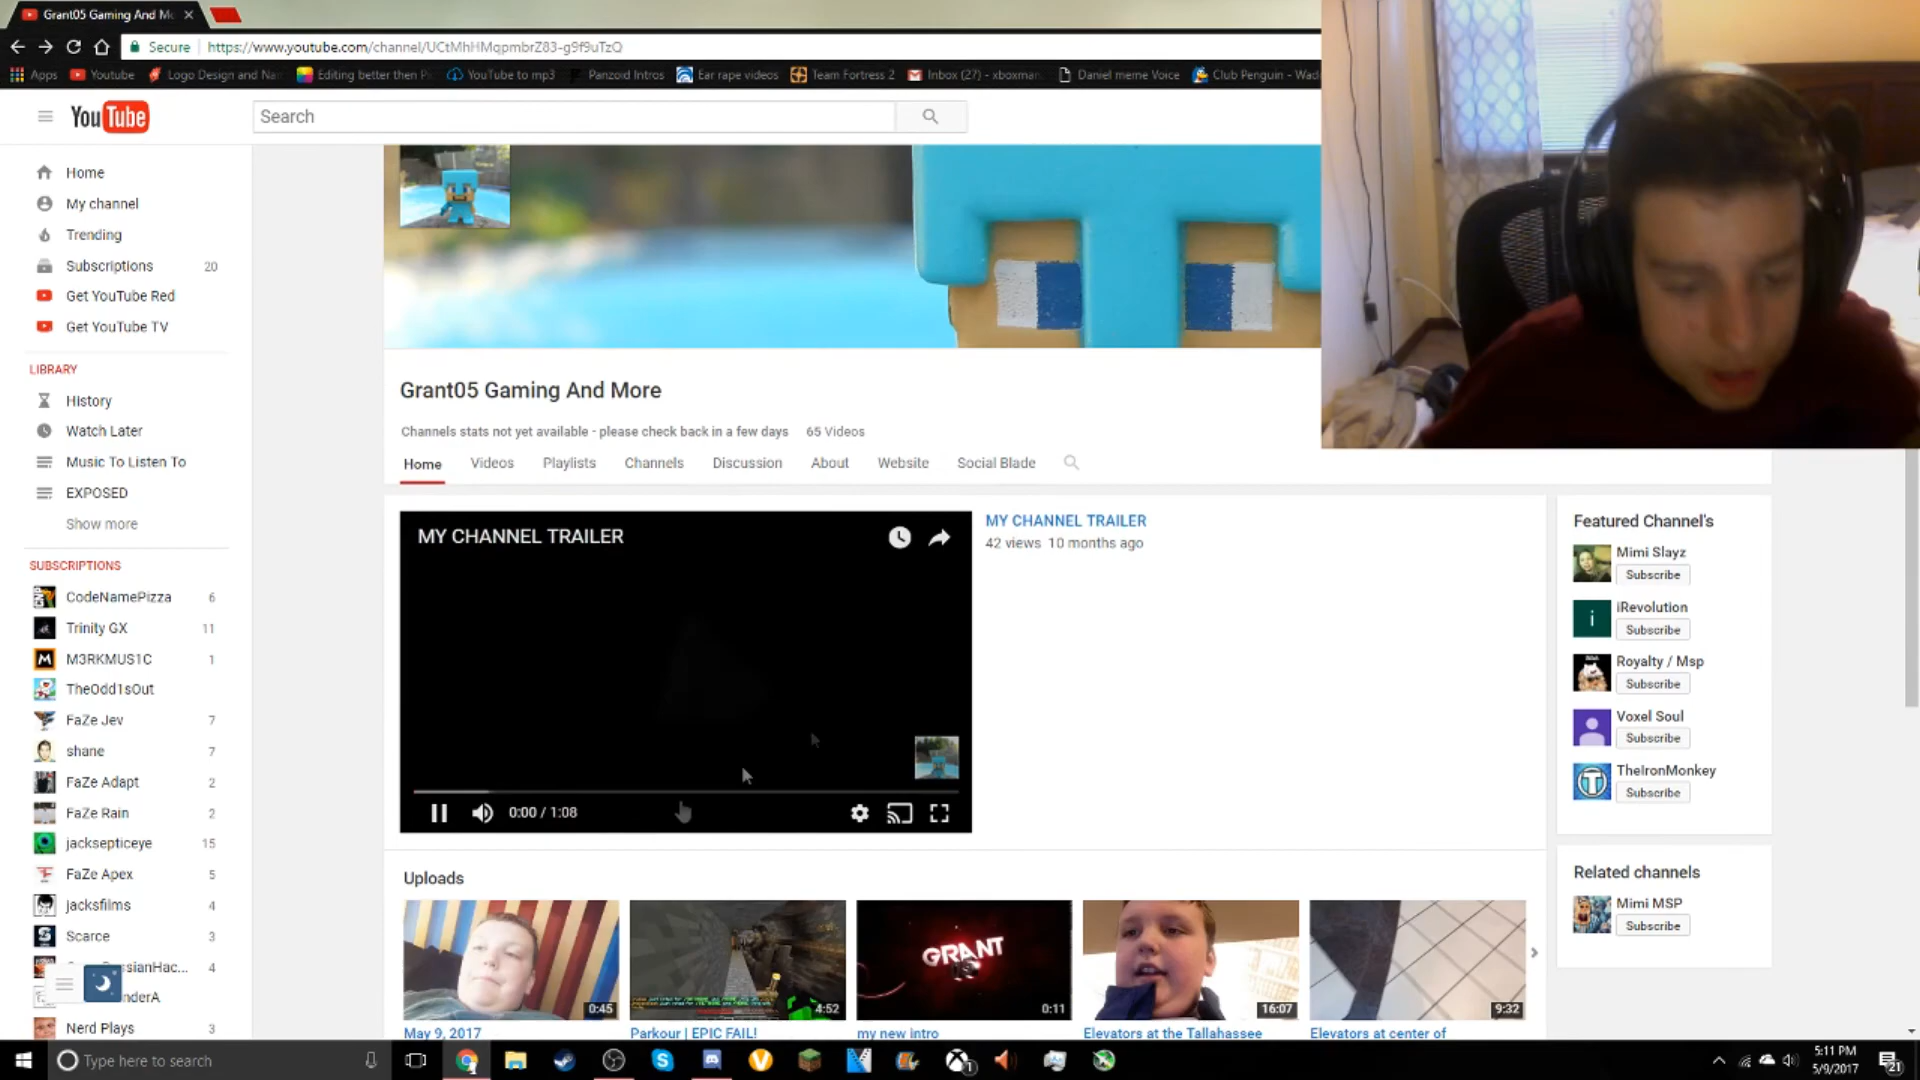 Grant05 Gaming And Mo
Secure https://www.youtube.com/channel/UCtMhHMqpmbrZ83-g9f9uTzQ
Apps Youtube Logo Design and Nam Editing better then P YouTube to mp3 Panzoid Intros Ear rape videos Team Fortress 2 Inbox (27) - xboxman Daniel meme Voice Club Penguin - Wad
YouTube
Search
Home
My channel
Trending
Subscriptions 20
Get YouTube Red
Get YouTube TV
LIBRARY
History
Watch Later
Music To Listen To
EXPOSED
Show more
SUBSCRIPTIONS
CodeNamePizza 6
Trinity GX 11
M3RKMUS1C 1
TheOdd1sOut
FaZe Jev 7
shane 7
FaZe Adapt 2
FaZe Rain 2
jacksepticeye 15
FaZe Apex 5
jacksfilms 4
Scarce 3
ssianHac... 4
nderA
Nerd Plays 3
Grant05 Gaming And More
Channels stats not yet available - please check back in a few days 65 Videos
Home Videos Playlists Channels Discussion About Website Social Blade
MY CHANNEL TRAILER
0:00 / 1:08
MY CHANNEL TRAILER
42 views 10 months ago
Uploads
0:45
4:52
GRANT
0:11
16:07
9:32
May 9, 2017
Parkour | EPIC FAIL!
my new intro
Elevators at the Tallahassee
Elevators at center of
Featured Channel's
Mimi Slayz
Subscribe
i
iRevolution
Subscribe
Royalty / Msp
Subscribe
Voxel Soul
Subscribe
TheIronMonkey
Subscribe
Related channels
Mimi MSP
Subscribe
Type here to search
5:11 PM
5/9/2017
21